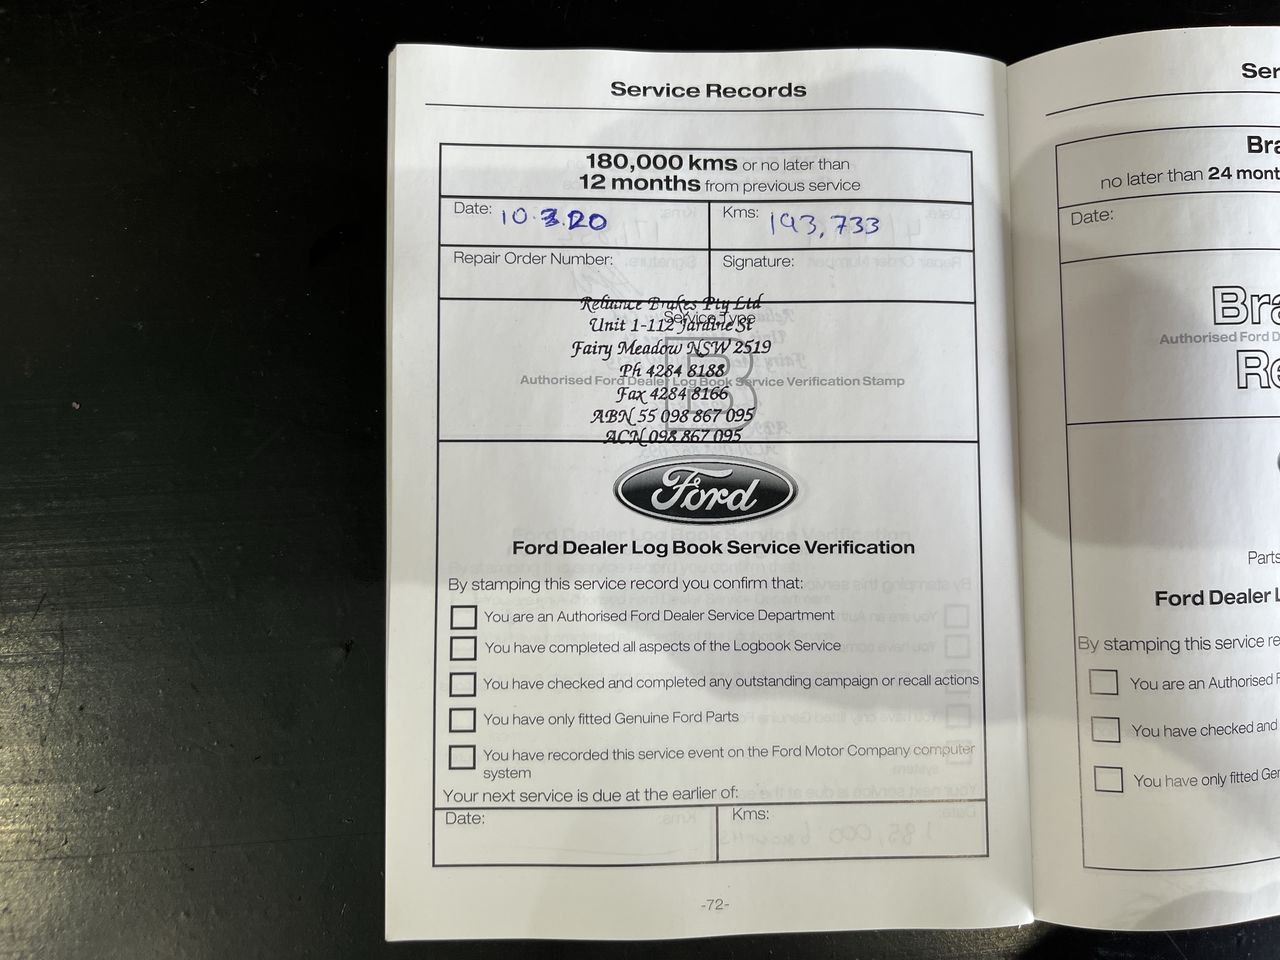 Service Records
180,000 kms or no later than
12 months from previous service
Date: 10.3.20
Kms: 193,733
Repair Order Number:
Signature:
Service Type
B
Authorised Ford Dealer Log Book Service Verification Stamp
Reliance Brakes Pty Ltd
Unit 1-112 Jardine St
Fairy Meadow NSW 2519
Ph 4284 8188
Fax 4284 8166
ABN 55 098 867 095
ACN 098 867 095
Ford
Ford Dealer Log Book Service Verification
By stamping this service record you confirm that:
You are an Authorised Ford Dealer Service Department
You have completed all aspects of the Logbook Service
You have checked and completed any outstanding campaign or recall actions
You have only fitted Genuine Ford Parts
You have recorded this service event on the Ford Motor Company computer
system
Your next service is due at the earlier of:
Date:
Kms:
-72-
Ser
Bra
no later than 24 mont
Date:
Bra
Authorised Ford D
Re
Parts
Ford Dealer L
By stamping this service re
You are an Authorised F
You have checked and
You have only fitted Ger